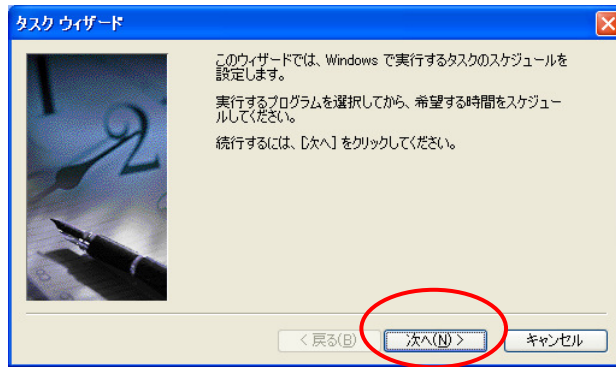 タスク ウィザード
このウィザードでは、Windows で実行するタスクのスケジュールを
設定します。
実行するプログラムを選択してから、希望する時間をスケジュー
ルしてください。
続行するには、[次へ] をクリックしてください。
< 戻る(B)
次へ(N) >
キャンセル